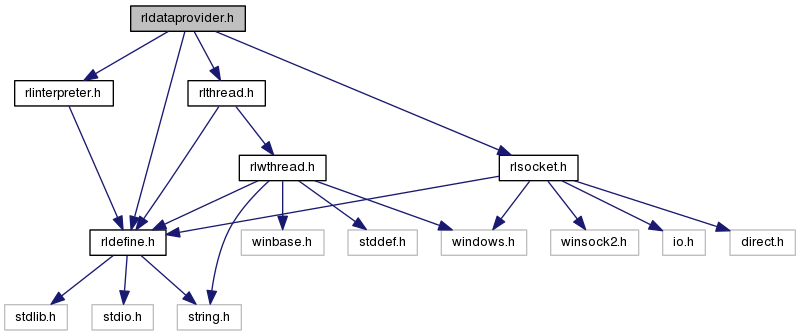 rldataprovider.h
rlinterpreter.h
rlthread.h
rlwthread.h
rlsocket.h
rldefine.h
winbase.h
stddef.h
windows.h
winsock2.h
io.h
direct.h
stdlib.h
stdio.h
string.h